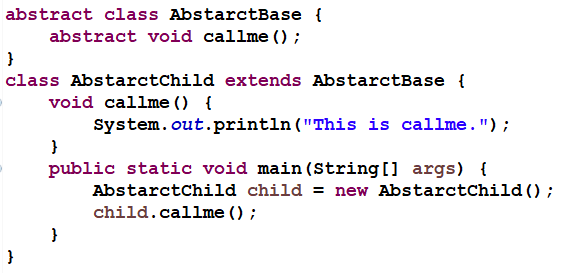 abstract class AbstarctBase {
    abstract void callme();
}
class AbstarctChild extends AbstarctBase {
    void callme() {
        System.out.println("This is callme.");
    }
    public static void main(String[] args) {
        AbstarctChild child = new AbstarctChild();
        child.callme();
    }
}